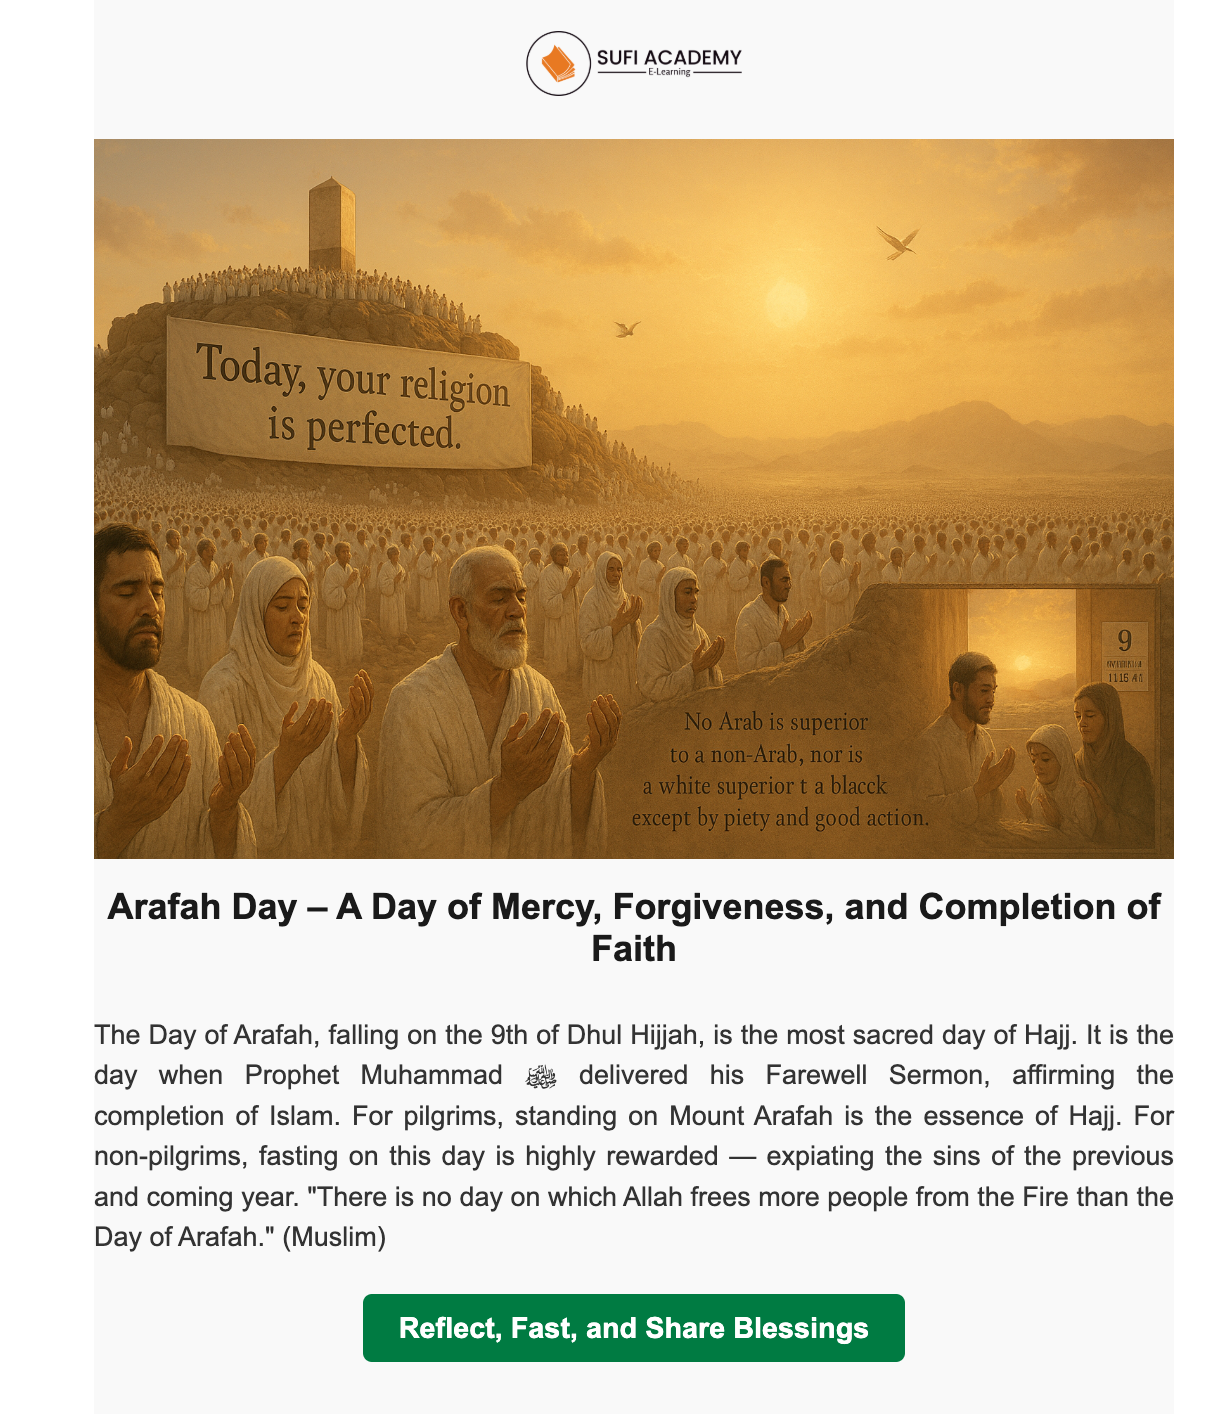 SUFI ACADEMY
E-Learning
Today, your religion
is perfected.
9
11:15 AM
No Arab is superior
to a non-Arab, nor is
a white superior t a blacck
except by piety and good action.
Arafah Day – A Day of Mercy, Forgiveness, and Completion of
Faith
The Day of Arafah, falling on the 9th of Dhul Hijjah, is the most sacred day of Hajj. It is the
day when Prophet Muhammad ﷺ delivered his Farewell Sermon, affirming the
completion of Islam. For pilgrims, standing on Mount Arafah is the essence of Hajj. For
non-pilgrims, fasting on this day is highly rewarded — expiating the sins of the previous
and coming year. "There is no day on which Allah frees more people from the Fire than the
Day of Arafah." (Muslim)
Reflect, Fast, and Share Blessings